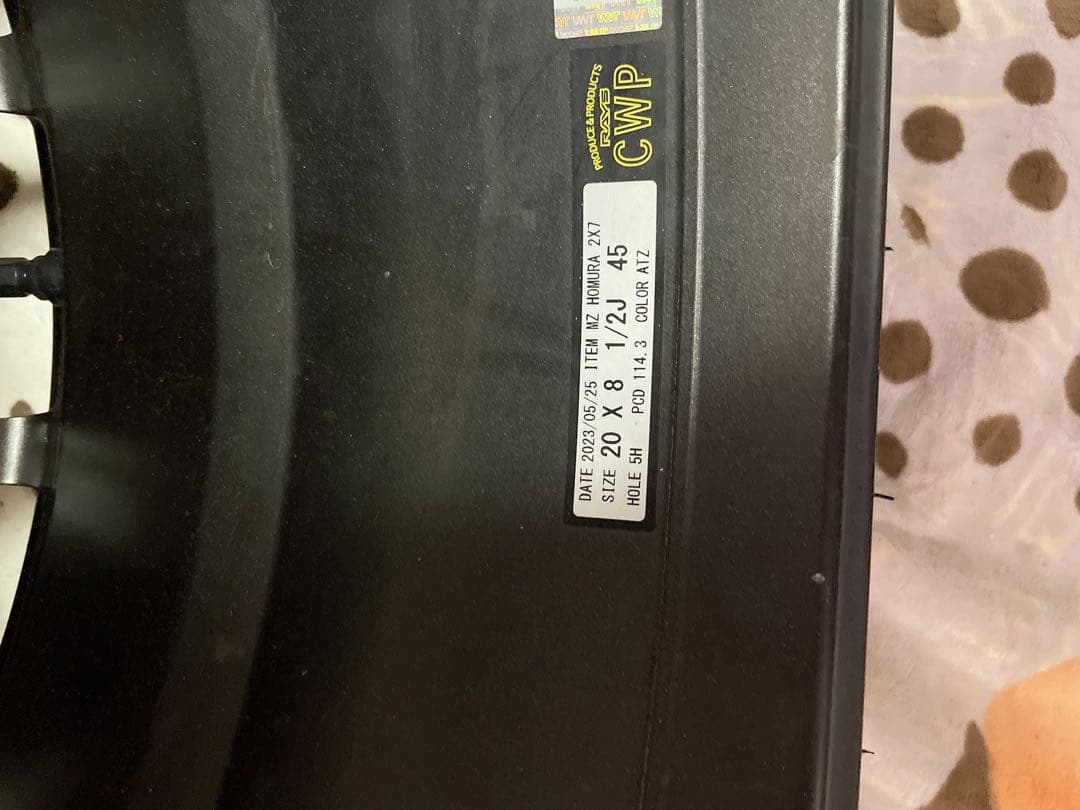 PRODUCE & PRODUCTS
RAYS
CWP
DATE 2023/05/25 ITEM MZ HOMURA 2X7
SIZE 20 X 8 1/2J 45
HOLE 5H PCD 114.3 COLOR ATZ